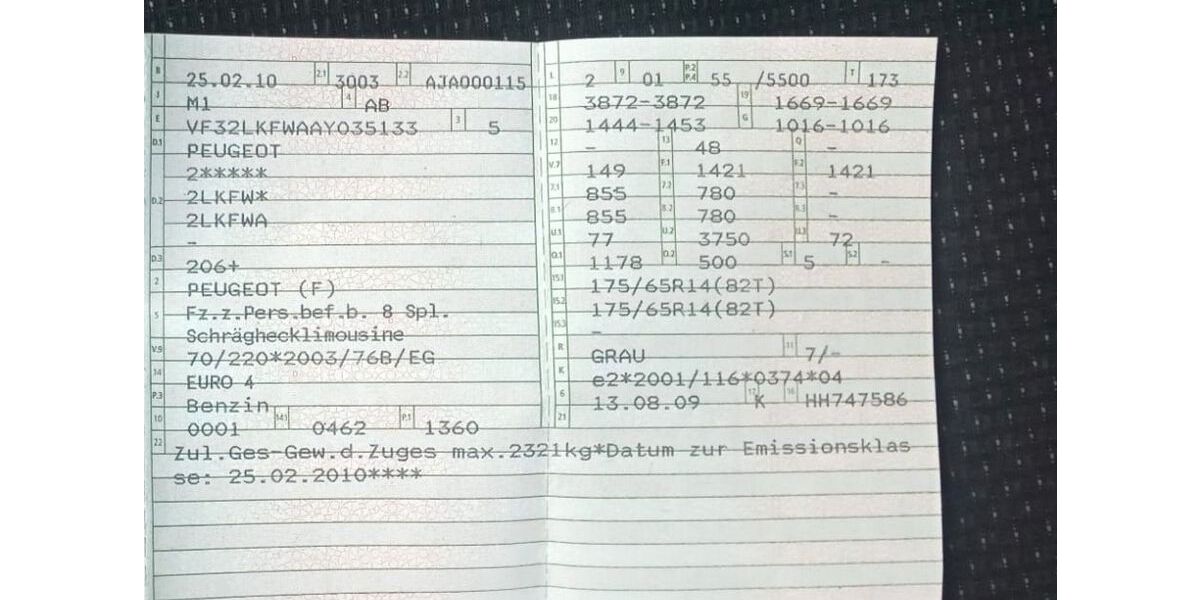 B 25.02.10 2.1 3003 2.2 AJA000115
J M1 4 AB
E VF32LKFWAAY035133 3 5
D.1 PEUGEOT
2*****
D.2 2LKFW*
2LKFWA
-
D.3 206+
2 PEUGEOT (F)
5 Fz.z.Pers.bef.b. 8 Spl.
Schräghecklimousine
V.9 70/220*2003/76B/EG
14 EURO 4
P.3 Benzin
10 0001 14.1 0462 P.1 1360
L 2 9 01 P.2 P.4 55 /5500 T 173
18 3872-3872 19 1669-1669
20 1444-1453 G 1016-1016
12 - 13 48 Q -
V.7 149 F.1 1421 F.2 1421
7.1 855 7.2 780 7.3 -
8.1 855 8.2 780 8.3 -
U.1 77 U.2 3750 U.3 72
O.1 1178 O.2 500 S.1 5 S.2 -
15.1 175/65R14(82T)
15.2 175/65R14(82T)
15.3 -
R GRAU 11 7/-
K e2*2001/116*0374*04
6 13.08.09 17 K 16 HH747586
21
22 Zul.Ges-Gew.d.Zuges max.2321kg*Datum zur Emissionsklas
se: 25.02.2010****